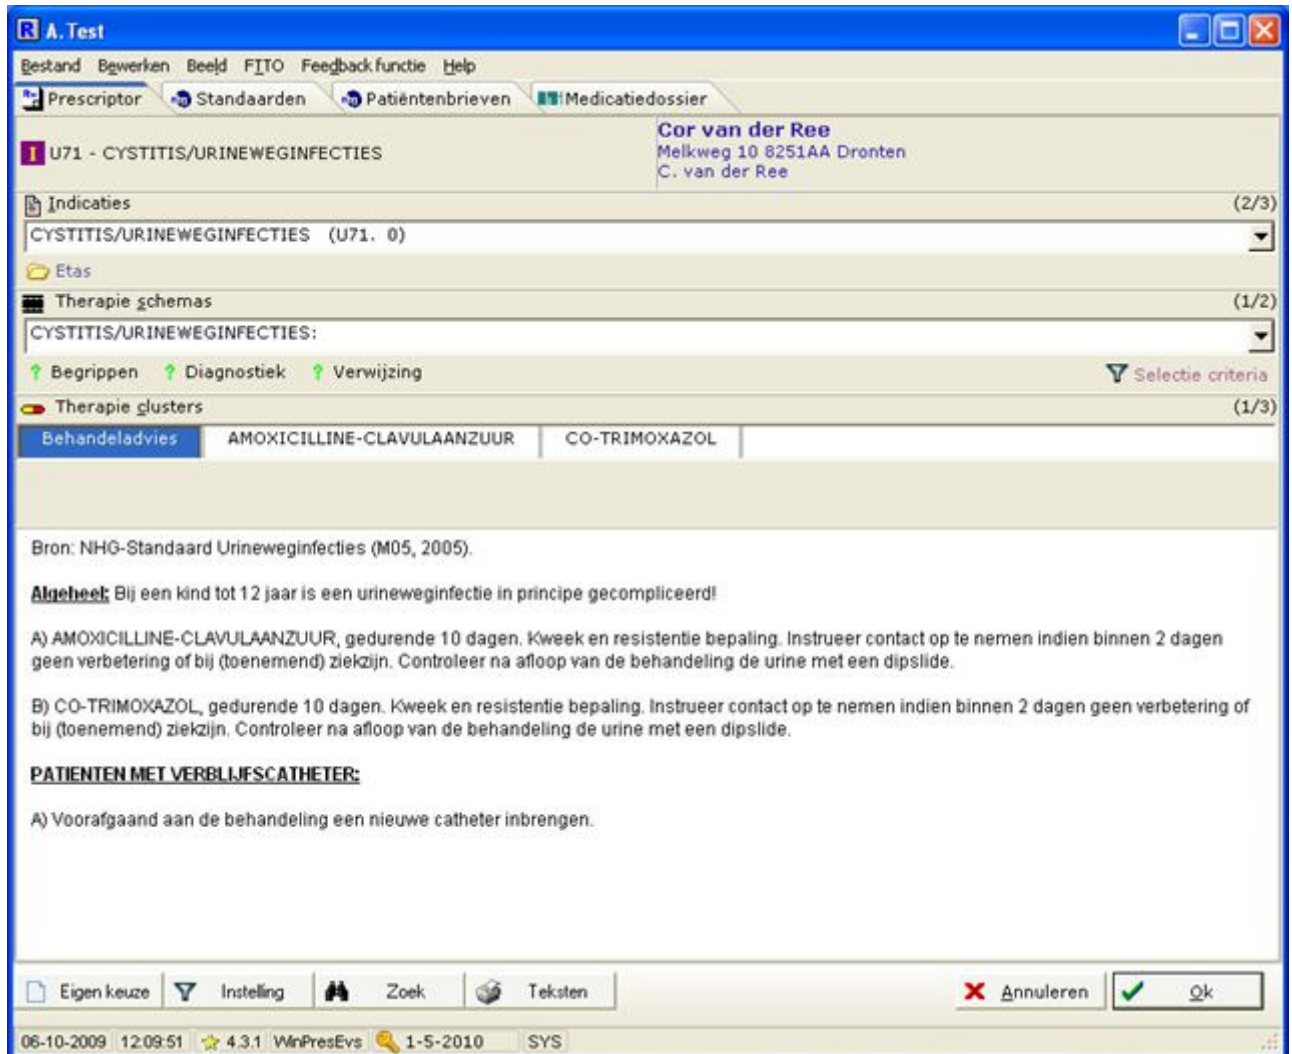 R A. Test
Bestand Bewerken Beeld FITO Feedback functie Help
Prescriptor Standaarden Patiëntenbrieven Medicatiedossier
Cor van der Ree
I U71 - CYSTITIS/URINEWEGINFECTIES
Melkweg 10 8251AA Dronten
C. van der Ree
Indicaties (2/3)
CYSTITIS/URINEWEGINFECTIES (U71. 0)
Etas
Therapie schemas (1/2)
CYSTITIS/URINEWEGINFECTIES:
? Begrippen ? Diagnostiek ? Verwijzing Selectie criteria
Therapie clusters (1/3)
Behandeladvies AMOXICILLINE-CLAVULAANZUUR CO-TRIMOXAZOL
Bron: NHG-Standaard Urineweginfecties (M05, 2005).
Algeheel: Bij een kind tot 12 jaar is een urineweginfectie in principe gecompliceerd!
A) AMOXICILLINE-CLAVULAANZUUR, gedurende 10 dagen. Kweek en resistentie bepaling. Instrueer contact op te nemen indien binnen 2 dagen
geen verbetering of bij (toenemend) ziekzijn. Controleer na afloop van de behandeling de urine met een dipslide.
B) CO-TRIMOXAZOL, gedurende 10 dagen. Kweek en resistentie bepaling. Instrueer contact op te nemen indien binnen 2 dagen geen verbetering of
bij (toenemend) ziekzijn. Controleer na afloop van de behandeling de urine met een dipslide.
PATIENTEN MET VERBLIJFSCATHETER:
A) Voorafgaand aan de behandeling een nieuwe catheter inbrengen.
Eigen keuze Instelling Zoek Teksten Annuleren Ok
06-10-2009 12:09:51 4.3.1 WinPresEvs 1-5-2010 SYS